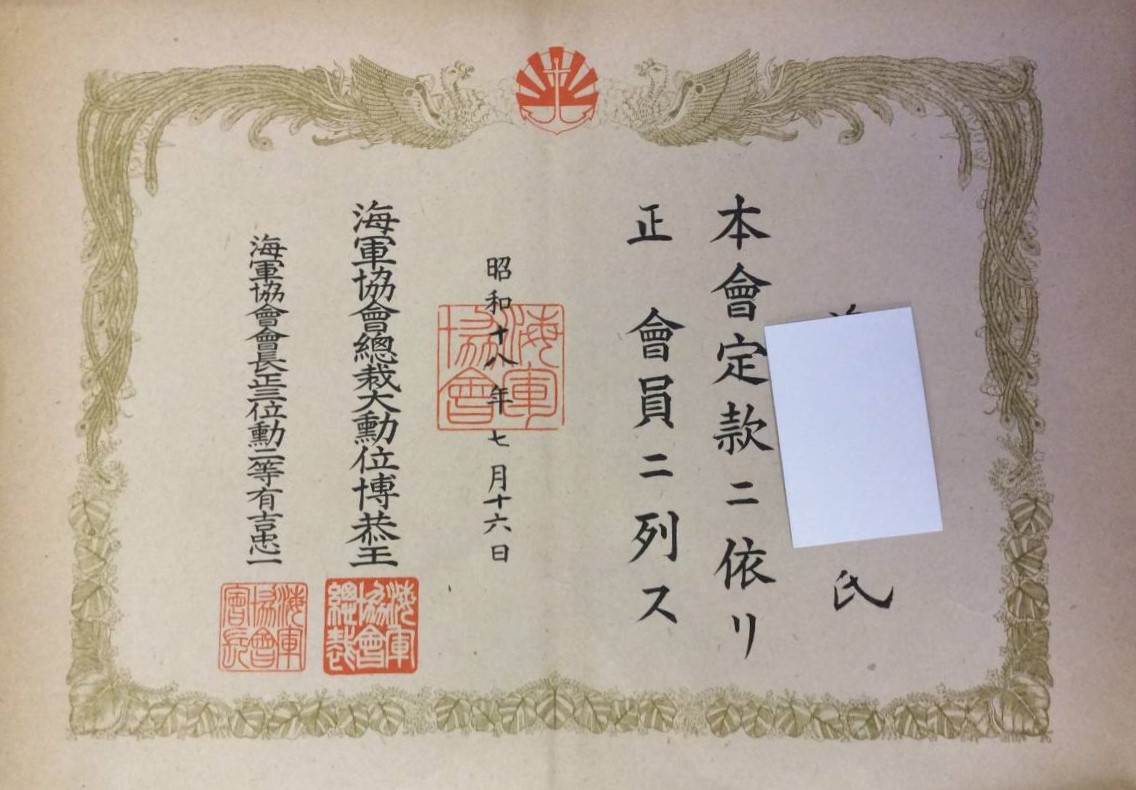 氏
本會定款ニ依リ
正會員ニ列ス
昭和十八年七月十六日
海軍協會
海軍協會總裁大勳位博恭王
海軍協會總裁
海軍協會會長正三位勳二等有吉忠一
海軍協會會長